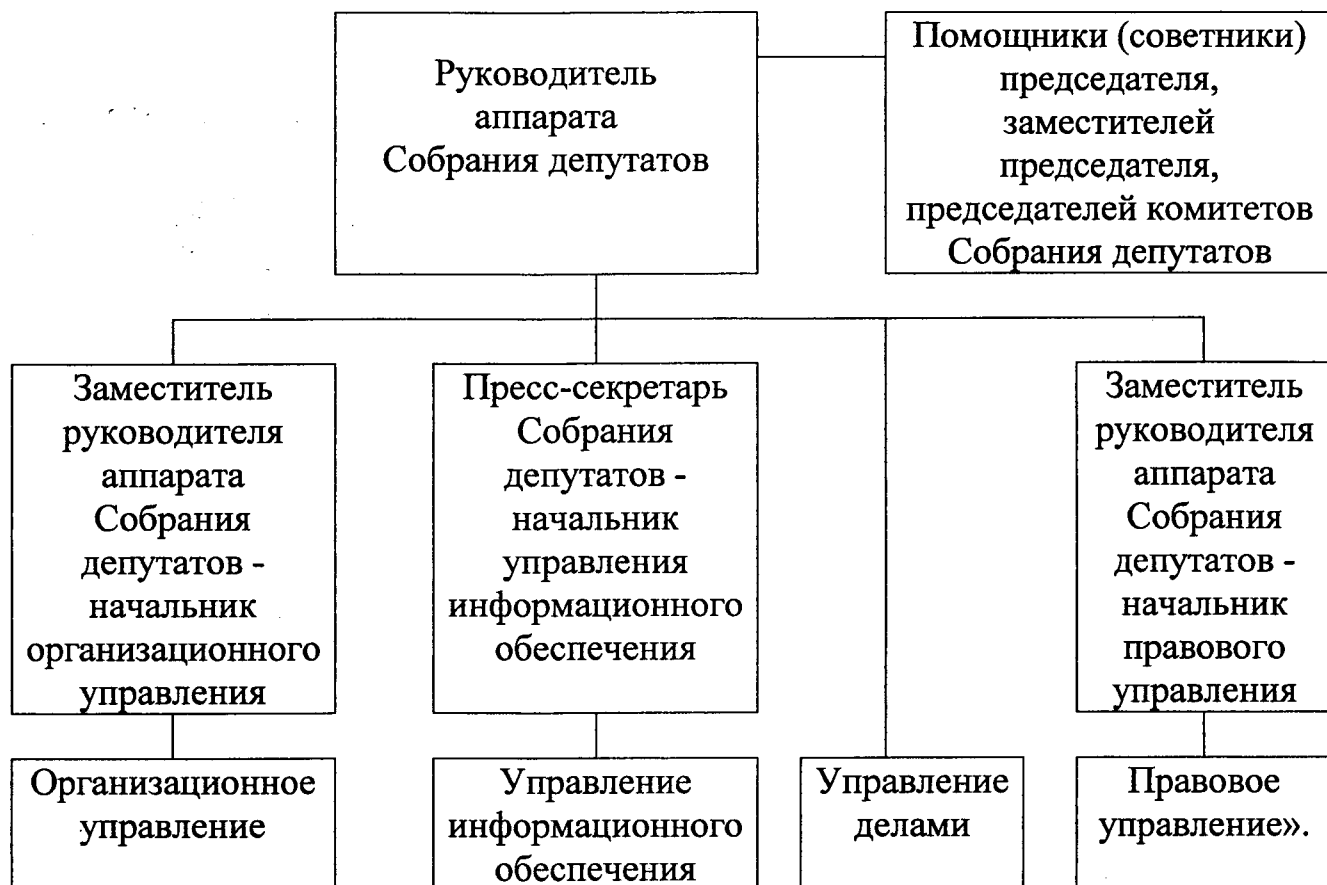 Руководитель
аппарата
Собрания депутатов
Помощники (советники)
председателя,
заместителей
председателя,
председателей комитетов
Собрания депутатов
Заместитель
руководителя
аппарата
Собрания
депутатов -
начальник
организационного
управления
Пресс-секретарь
Собрания
депутатов -
начальник
управления
информационного
обеспечения
Заместитель
руководителя
аппарата
Собрания
депутатов -
начальник
правового
управления
Организационное
управление
Управление
информационного
обеспечения
Управление
делами
Правовое
управление».